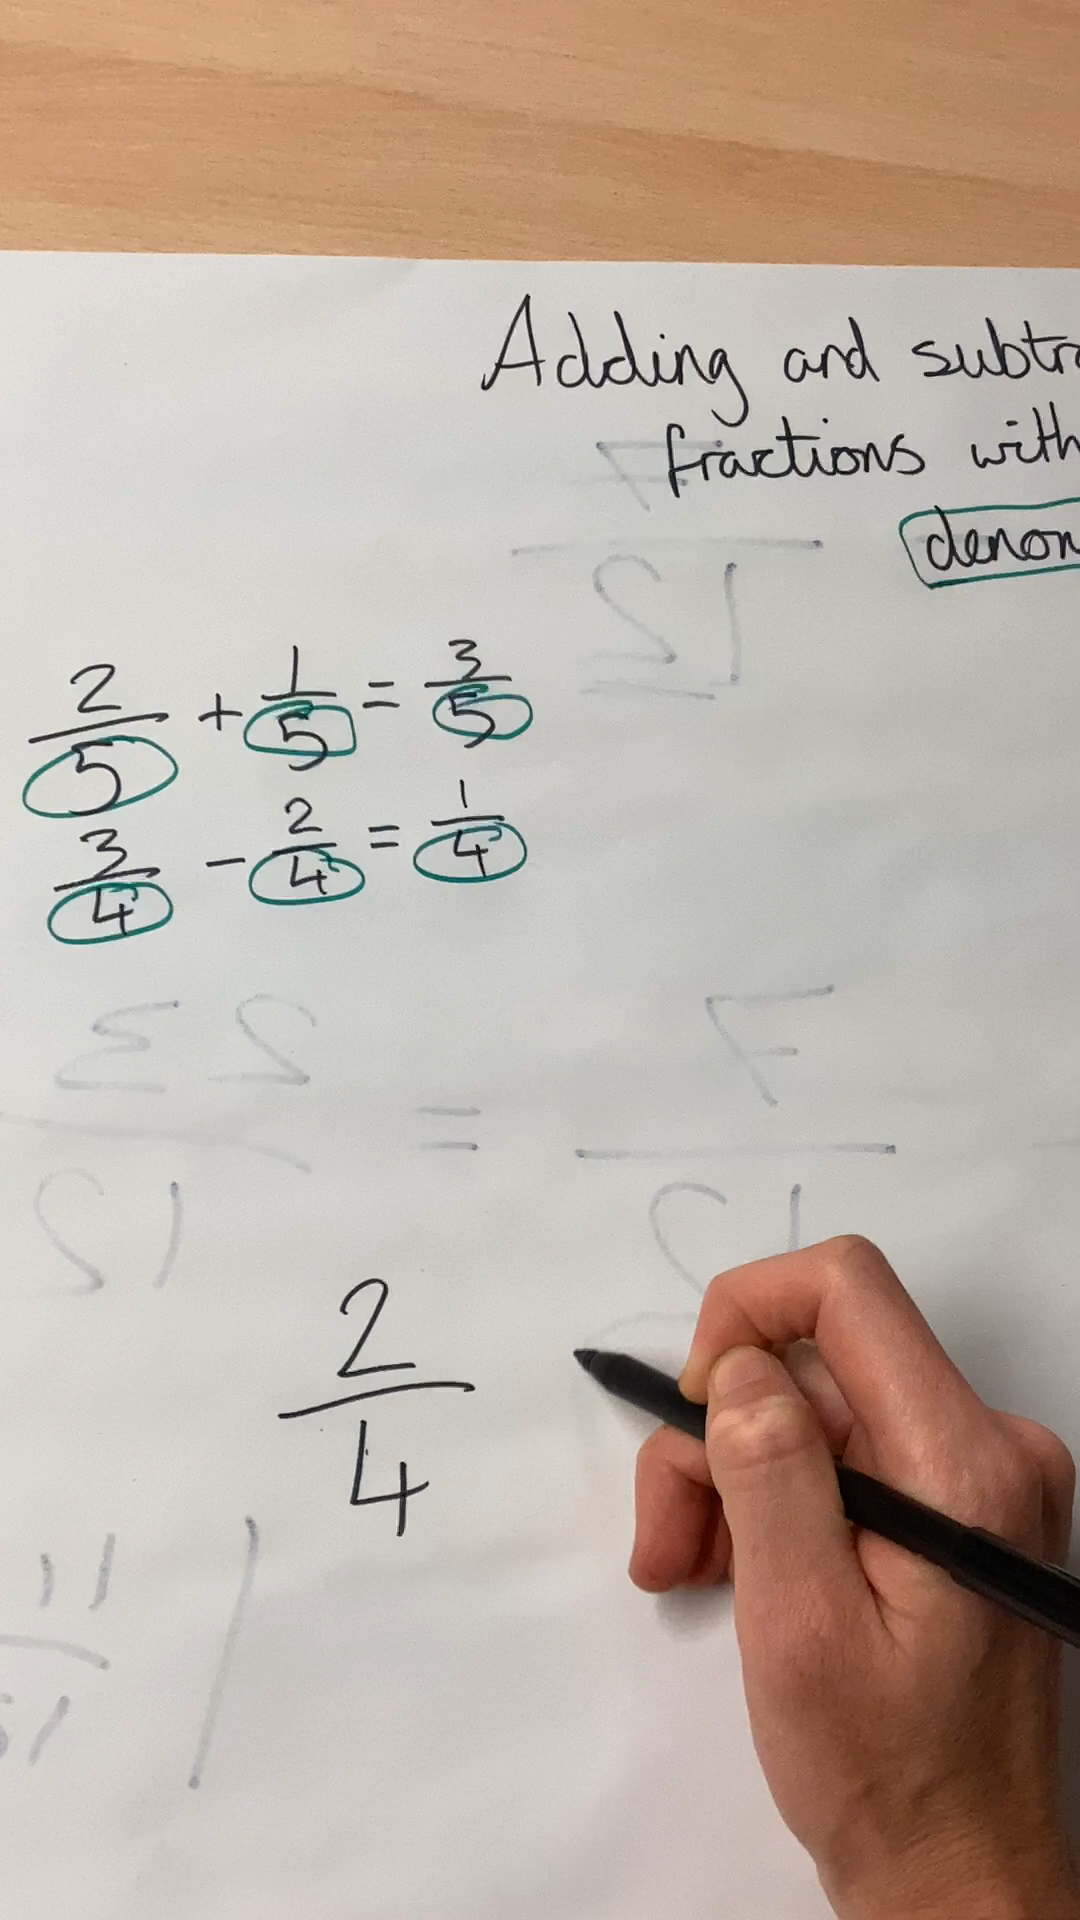 Adding and subtr
fractions with
denom
2/5 + 1/5 = 3/5
3/4 - 2/4 = 1/4
2/4